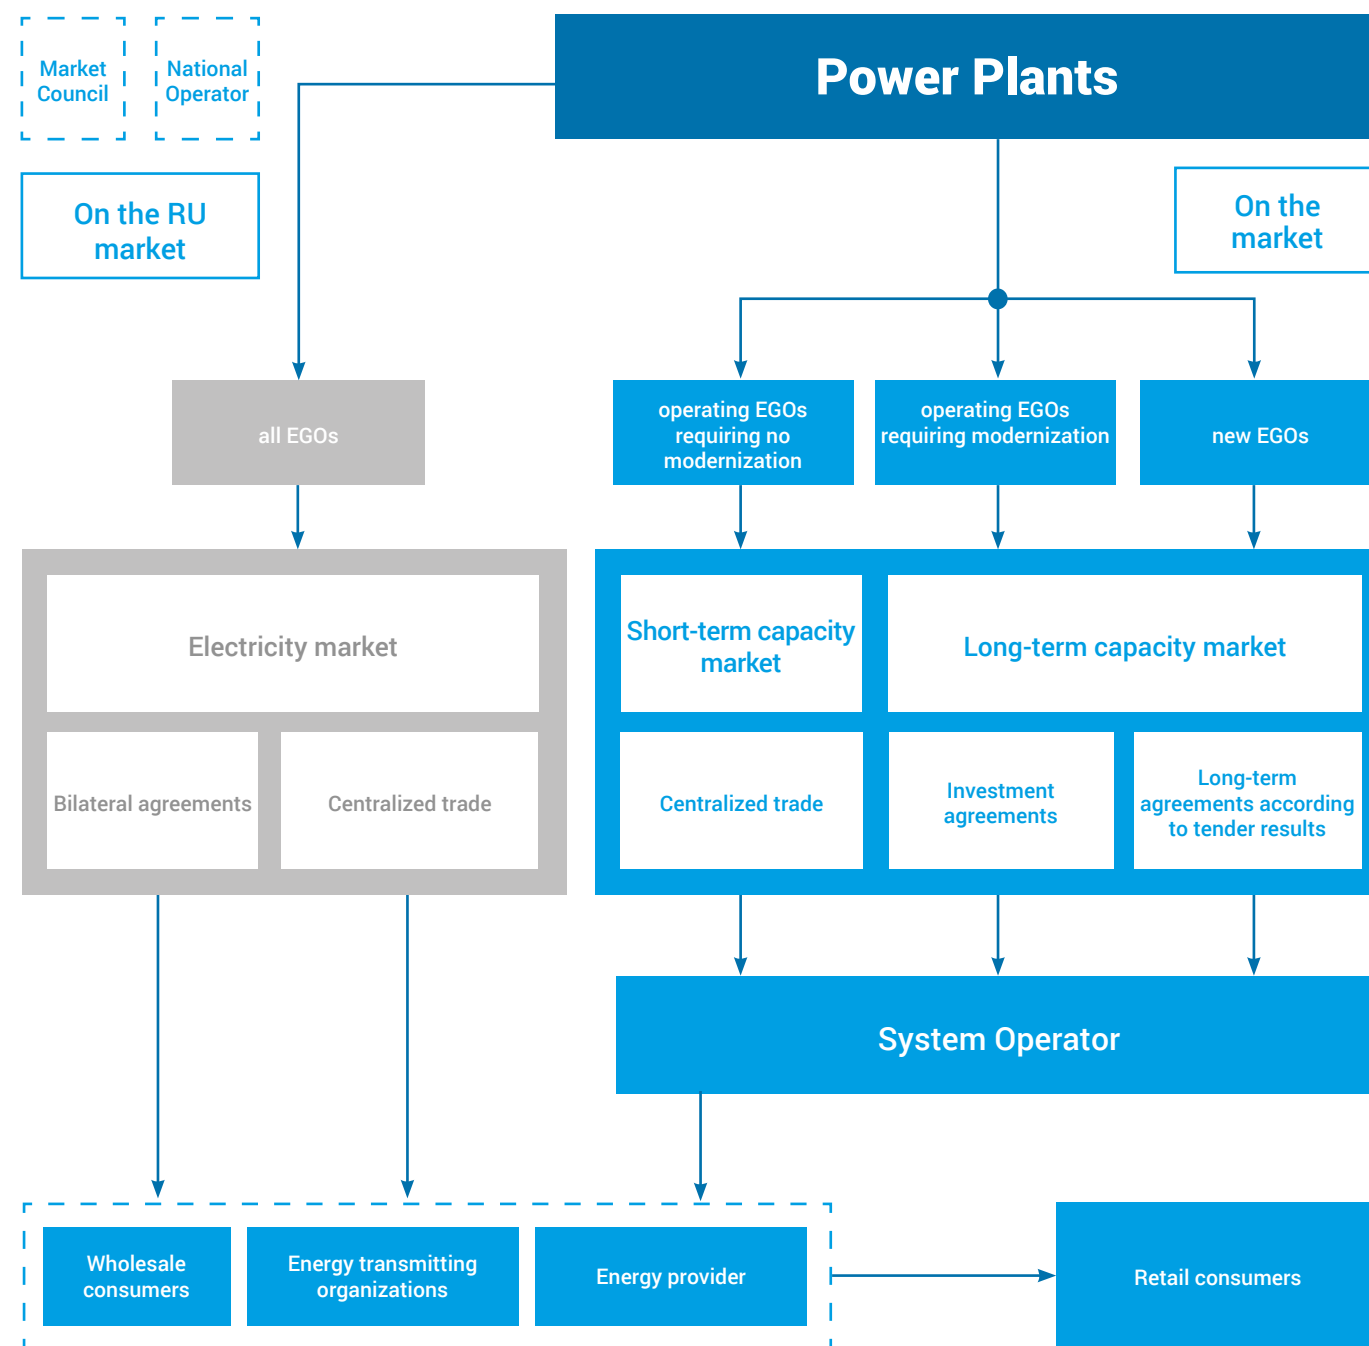 Market
Council
National
Operator
Power Plants
On the RU
market
On the
market
all EGOs
operating EGOs
requiring no
modernization
operating EGOs
requiring modernization
new EGOs
Electricity market
Short-term capacity
market
Long-term capacity market
Bilateral agreements
Centralized trade
Centralized trade
Investment
agreements
Long-term
agreements according
to tender results
System Operator
Wholesale
consumers
Energy transmitting
organizations
Energy provider
Retail consumers